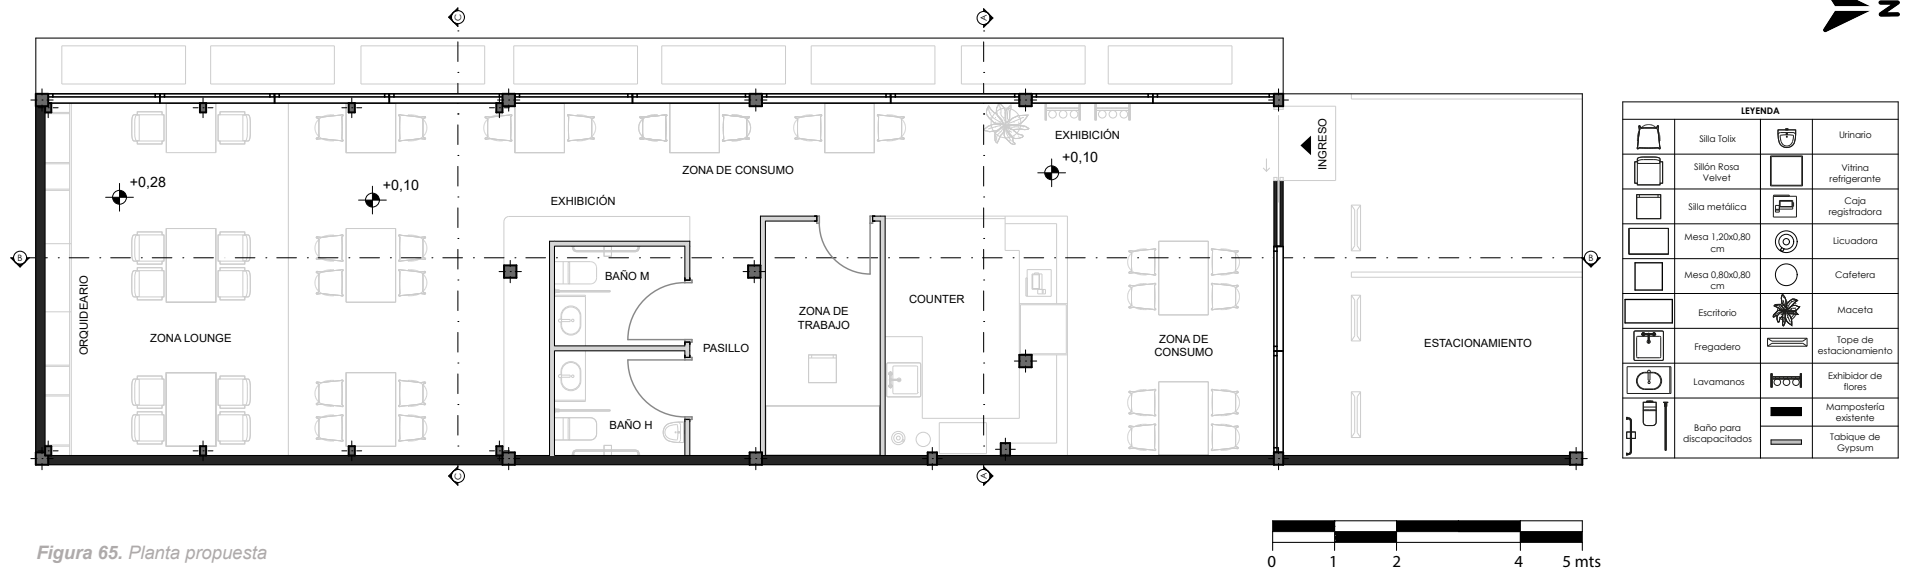 C
A
N
INGRESO
EXHIBICIÓN
+0,10
ZONA DE CONSUMO
+0,28
+0,10
EXHIBICIÓN
B
B
BAÑO M
ORQUIDEARIO
ZONA LOUNGE
COUNTER
ZONA DE
TRABAJO
PASILLO
ZONA DE
CONSUMO
ESTACIONAMIENTO
BAÑO H
C
A
LEYENDA
Silla Tolix
Urinario
Sillón Rosa
Velvet
Vitrina
refrigerante
Silla metálica
Caja
registradora
Mesa 1,20x0,80
cm
Licuadora
Mesa 0,80x0,80
cm
Cafetera
Escritorio
Maceta
Fregadero
Tope de
estacionamiento
Lavamanos
Exhibidor de
flores
Baño para
discapacitados
Mampostería
existente
Tabique de
Gypsum
0 1 2 4 5 mts
Figura 65. Planta propuesta